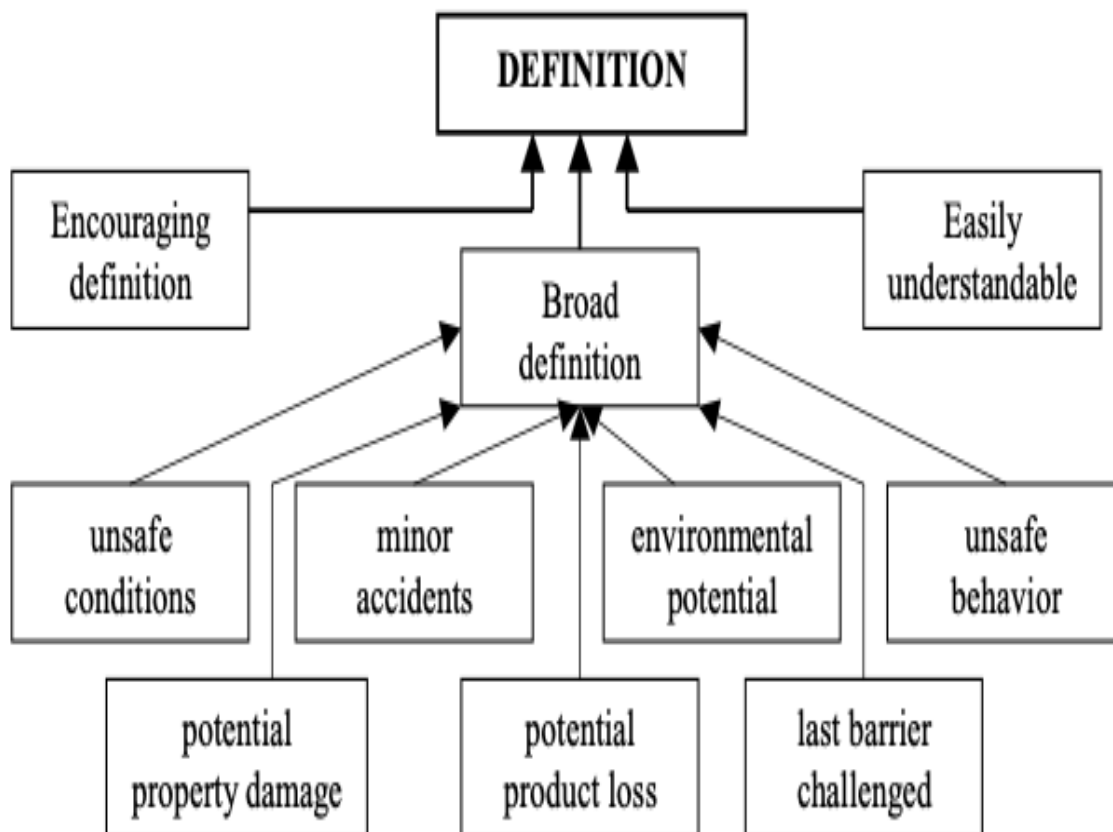 DEFINITION
Encouraging
definition
Easily
understandable
Broad
definition
unsafe
conditions
minor
accidents
environmental
potential
unsafe
behavior
potential
property damage
potential
product loss
last barrier
challenged